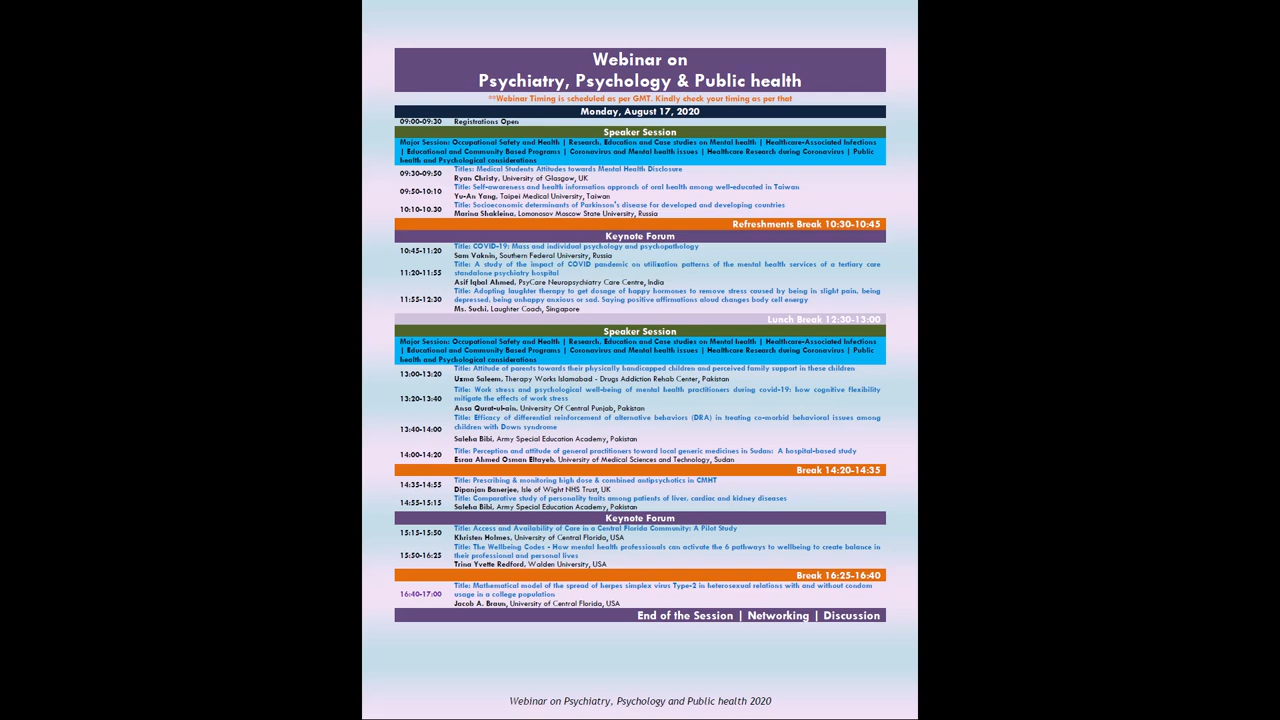 Webinar on
Psychiatry, Psychology & Public health
**Webinar Timing is scheduled as per GMT. Kindly check your timing as per that
Monday, August 17, 2020
09:00-09:30 Registrations Open
Speaker Session
Major Session: Occupational Safety and Health | Research, Education and Case studies on Mental health | Healthcare-Associated Infections
| Educational and Community Based Programs | Coronavirus and Mental health issues | Healthcare Research during Coronavirus | Public
health and Psychological considerations
09:30-09:50 Titles: Medical Students Attitudes towards Mental Health Disclosure
Ryan Christy, University of Glasgow, UK
09:50-10:10 Title: Self-awareness and health information approach of oral health among well-educated in Taiwan
Yu-An Yang, Taipei Medical University, Taiwan
10:10-10.30 Title: Socioeconomic determinants of Parkinson's disease for developed and developing countries
Marina Shakleina, Lomonosov Moscow State University, Russia
Refreshments Break 10:30-10:45
Keynote Forum
10:45-11:20 Title: COVID-19: Mass and individual psychology and psychopathology
Sam Vaknin, Southern Federal University, Russia
11:20-11:55 Title: A study of the impact of COVID pandemic on utilization patterns of the mental health services of a tertiary care
standalone psychiatry hospital
Asif Iqbal Ahmed, PsyCare Neuropsychiatry Care Centre, India
11:55-12:30 Title: Adopting laughter therapy to get dosage of happy hormones to remove stress caused by being in slight pain, being
depressed, being unhappy anxious or sad. Saying positive affirmations aloud changes body cell energy
Ms. Suchi, Laughter Coach, Singapore
Lunch Break 12:30-13:00
Speaker Session
Major Session: Occupational Safety and Health | Research, Education and Case studies on Mental health | Healthcare-Associated Infections
| Educational and Community Based Programs | Coronavirus and Mental health issues | Healthcare Research during Coronavirus | Public
health and Psychological considerations
13:00-13:20 Title: Attitude of parents towards their physically handicapped children and perceived family support in these children
Uzma Saleem, Therapy Works Islamabad - Drugs Addiction Rehab Center, Pakistan
13:20-13:40 Title: Work stress and psychological well-being of mental health practitioners during covid-19: how cognitive flexibility
mitigate the effects of work stress
Ansa Qurat-ul-ain, University Of Central Punjab, Pakistan
13:40-14:00 Title: Efficacy of differential reinforcement of alternative behaviors (DRA) in treating co-morbid behavioral issues among
children with Down syndrome
Saleha Bibi, Army Special Education Academy, Pakistan
14:00-14:20 Title: Perception and attitude of general practitioners toward local generic medicines in Sudan: A hospital-based study
Esraa Ahmed Osman Eltayeb, University of Medical Sciences and Technology, Sudan
Break 14:20-14:35
14:35-14:55 Title: Prescribing & monitoring high dose & combined antipsychotics in CMHT
Dipanjan Banerjee, Isle of Wight NHS Trust, UK
14:55-15:15 Title: Comparative study of personality traits among patients of liver, cardiac and kidney diseases
Saleha Bibi, Army Special Education Academy, Pakistan
Keynote Forum
15:15-15:50 Title: Access and Availability of Care in a Central Florida Community: A Pilot Study
Khristen Holmes, University of Central Florida, USA
15:50-16:25 Title: The Wellbeing Codes - How mental health professionals can activate the 6 pathways to wellbeing to create balance in
their professional and personal lives
Trina Yvette Redford, Walden University, USA
Break 16:25-16:40
16:40-17:00 Title: Mathematical model of the spread of herpes simplex virus Type-2 in heterosexual relations with and without condom
usage in a college population
Jacob A. Braun, University of Central Florida, USA
End of the Session | Networking | Discussion
Webinar on Psychiatry, Psychology and Public health 2020